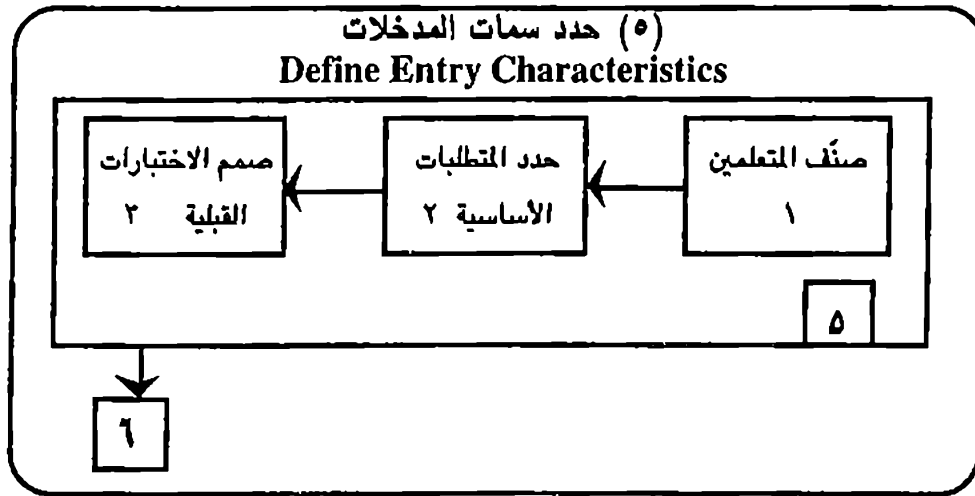 (٥) حدد سمات المدخلات
Define Entry Characteristics
صنّف المتعلمين
١
حدد المتطلبات
الأساسية ٢
صمم الاختبارات
القبلية ٣
٥
٦